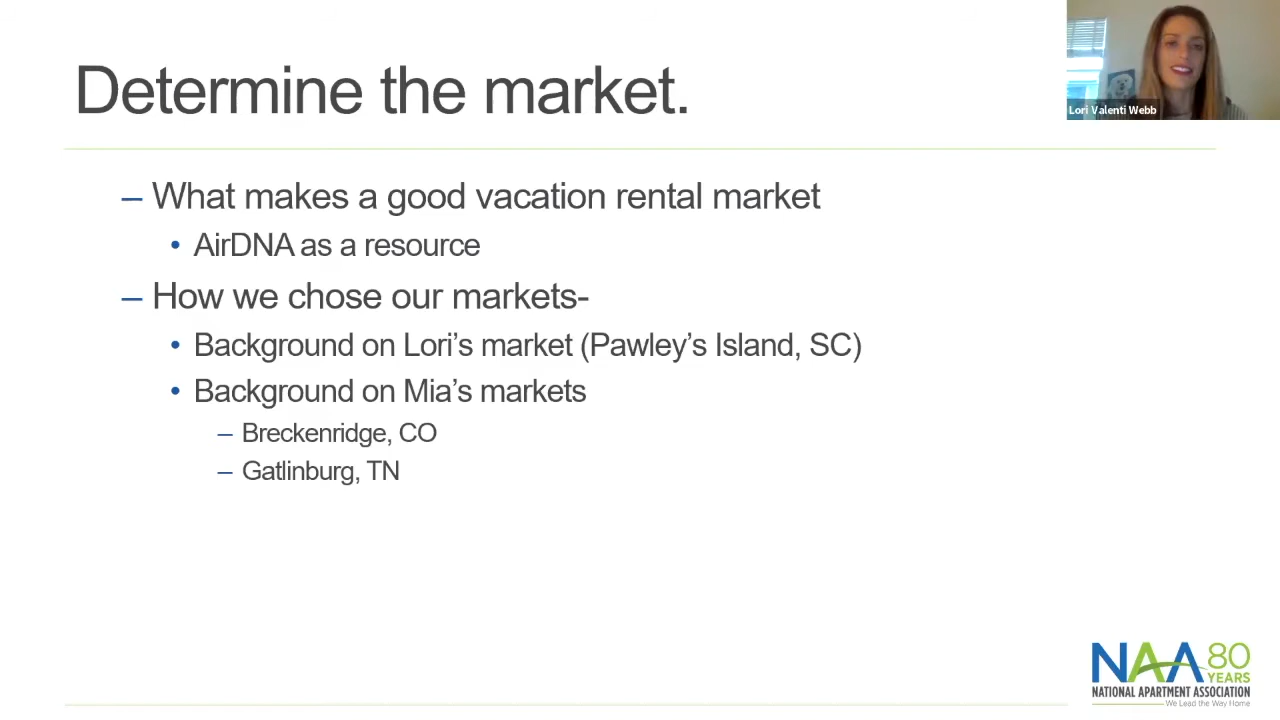 Determine the market.
Lori Valenti Webb
– What makes a good vacation rental market
• AirDNA as a resource
– How we chose our markets-
• Background on Lori’s market (Pawley’s Island, SC)
• Background on Mia’s markets
– Breckenridge, CO
– Gatlinburg, TN
NAA 80 YEARS
NATIONAL APARTMENT ASSOCIATION
We Lead the Way Home